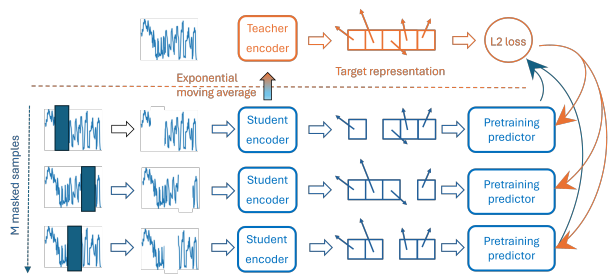 Teacher
encoder
L2 loss
Exponential
moving average
Target representation
M masked samples
Student
encoder
Pretraining
predictor
Student
encoder
Pretraining
predictor
Student
encoder
Pretraining
predictor